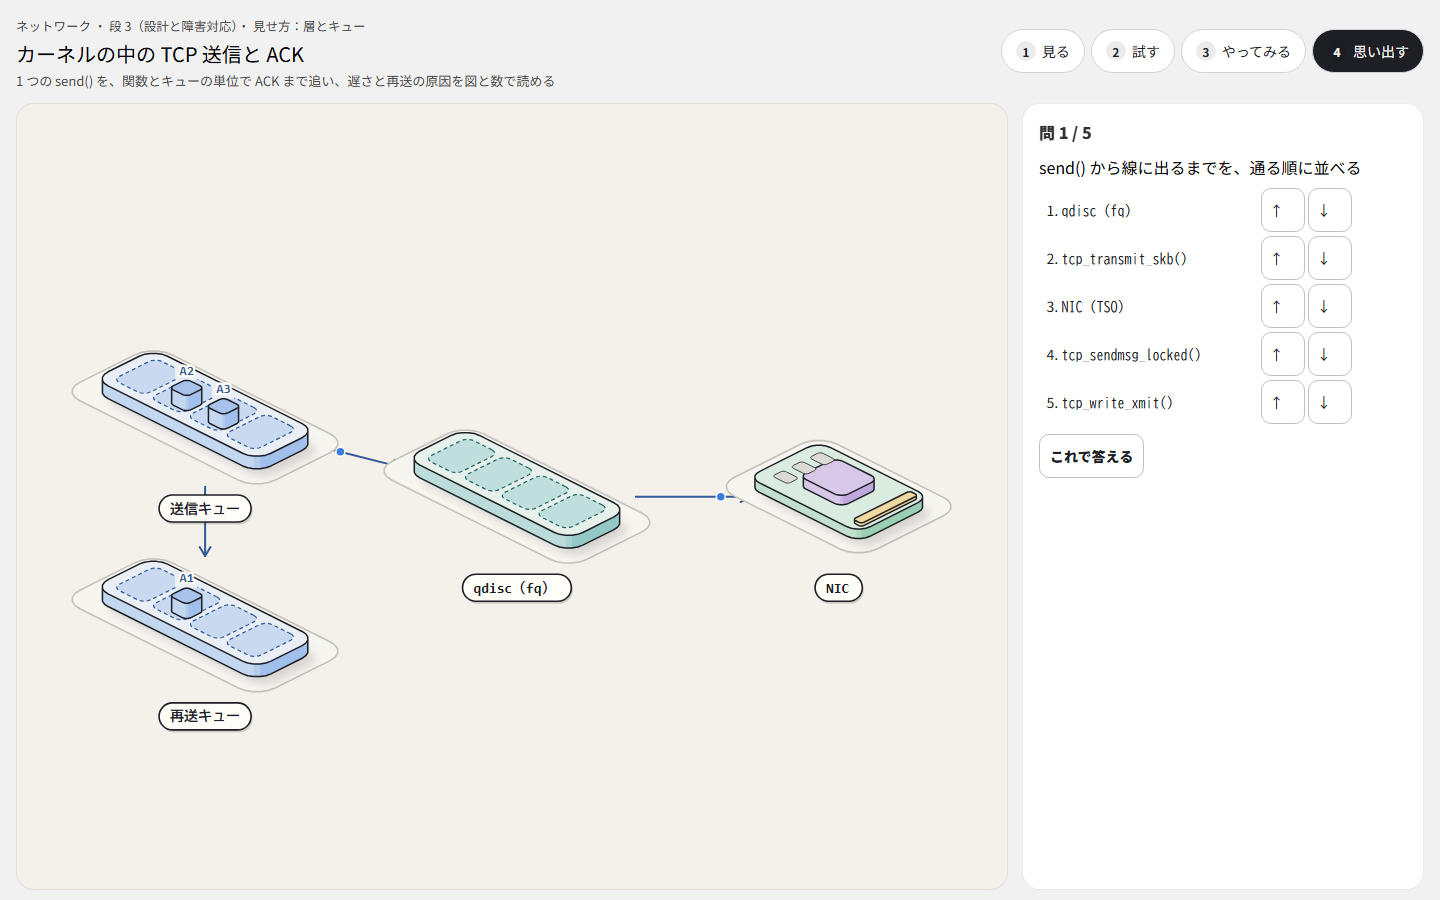 ネットワーク ・ 段 3（設計と障害対応）・ 見せ方：層とキュー
カーネルの中の TCP 送信と ACK
1 つの send() を、関数とキューの単位で ACK まで追い、遅さと再送の原因を図と数で読める
1 見る
2 試す
3 やってみる
4 思い出す
A2
A3
送信キュー
A1
再送キュー
qdisc（fq）
NIC
問 1 / 5
send() から線に出るまでを、通る順に並べる
1. qdisc（fq） ↑ ↓
2. tcp_transmit_skb() ↑ ↓
3. NIC（TSO） ↑ ↓
4. tcp_sendmsg_locked() ↑ ↓
5. tcp_write_xmit() ↑ ↓
これで答える